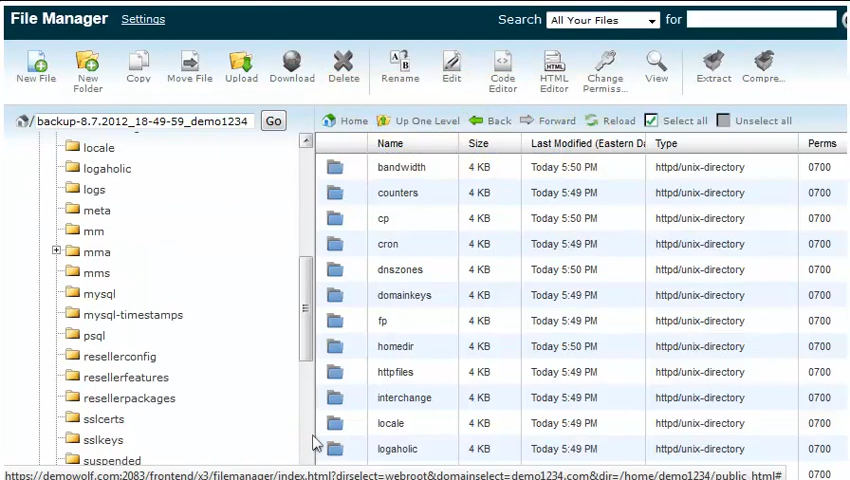 File Manager Settings Search All Your Files for
New File New Folder Copy Move File Upload Download Delete Rename Edit Code Editor HTML Editor Change Permiss... View Extract Compre...
/ backup-8.7.2012_18-49-59_demo1234 Go
Home Up One Level Back Forward Reload Select all Unselect all
Name Size Last Modified (Eastern Da Type Perms
locale
logaholic
logs
meta
mm
mma
mms
mysql
mysql-timestamps
psql
resellerconfig
resellerfeatures
resellerpackages
sslcerts
sslkeys
suspended
bandwidth 4 KB Today 5:50 PM httpd/unix-directory 0700
counters 4 KB Today 5:49 PM httpd/unix-directory 0700
cp 4 KB Today 5:50 PM httpd/unix-directory 0700
cron 4 KB Today 5:49 PM httpd/unix-directory 0700
dnszones 4 KB Today 5:50 PM httpd/unix-directory 0700
domainkeys 4 KB Today 5:49 PM httpd/unix-directory 0700
fp 4 KB Today 5:49 PM httpd/unix-directory 0700
homedir 4 KB Today 5:50 PM httpd/unix-directory 0700
httpfiles 4 KB Today 5:49 PM httpd/unix-directory 0700
interchange 4 KB Today 5:49 PM httpd/unix-directory 0700
locale 4 KB Today 5:49 PM httpd/unix-directory 0700
logaholic 4 KB Today 5:49 PM httpd/unix-directory 0700
0700
https://demowolf.com:2083/frontend/x3/filemanager/index.html?dirselect=webroot&domainselect=demo1234.com&dir=/home/demo1234/public_html#